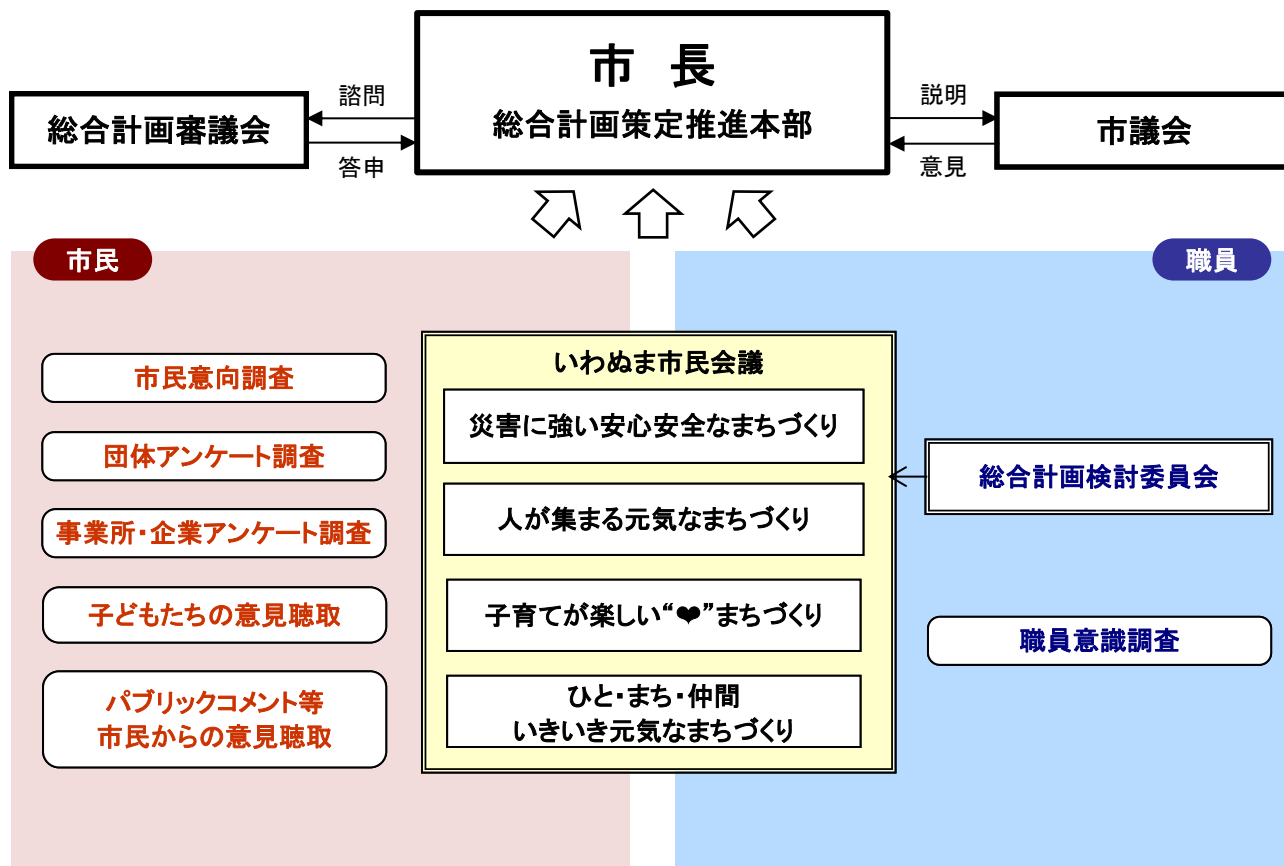 市　長
総合計画策定推進本部
諮問
答申
総合計画審議会
説明
意見
市議会
市民
職員
市民意向調査
団体アンケート調査
事業所・企業アンケート調査
子どもたちの意見聴取
パブリックコメント等
市民からの意見聴取
いわぬま市民会議
災害に強い安心安全なまちづくり
人が集まる元気なまちづくり
子育てが楽しい“❤”まちづくり
ひと・まち・仲間
いきいき元気なまちづくり
総合計画検討委員会
職員意識調査